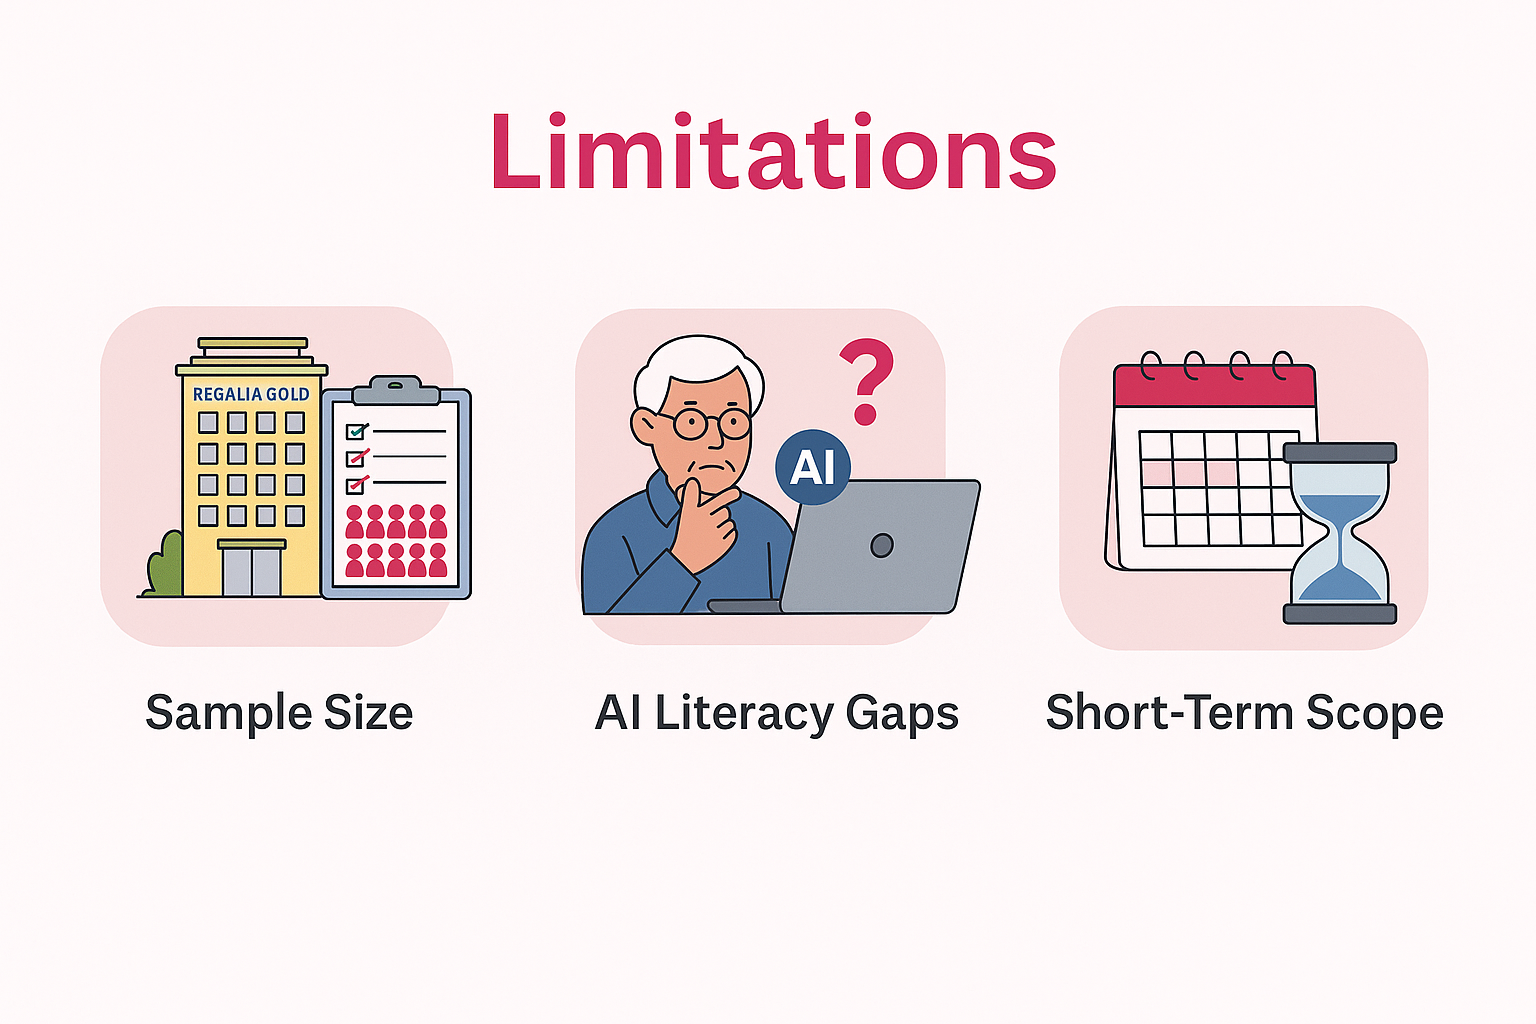 Limitations
REGALIA GOLD
?
AI
Sample Size
AI Literacy Gaps
Short-Term Scope